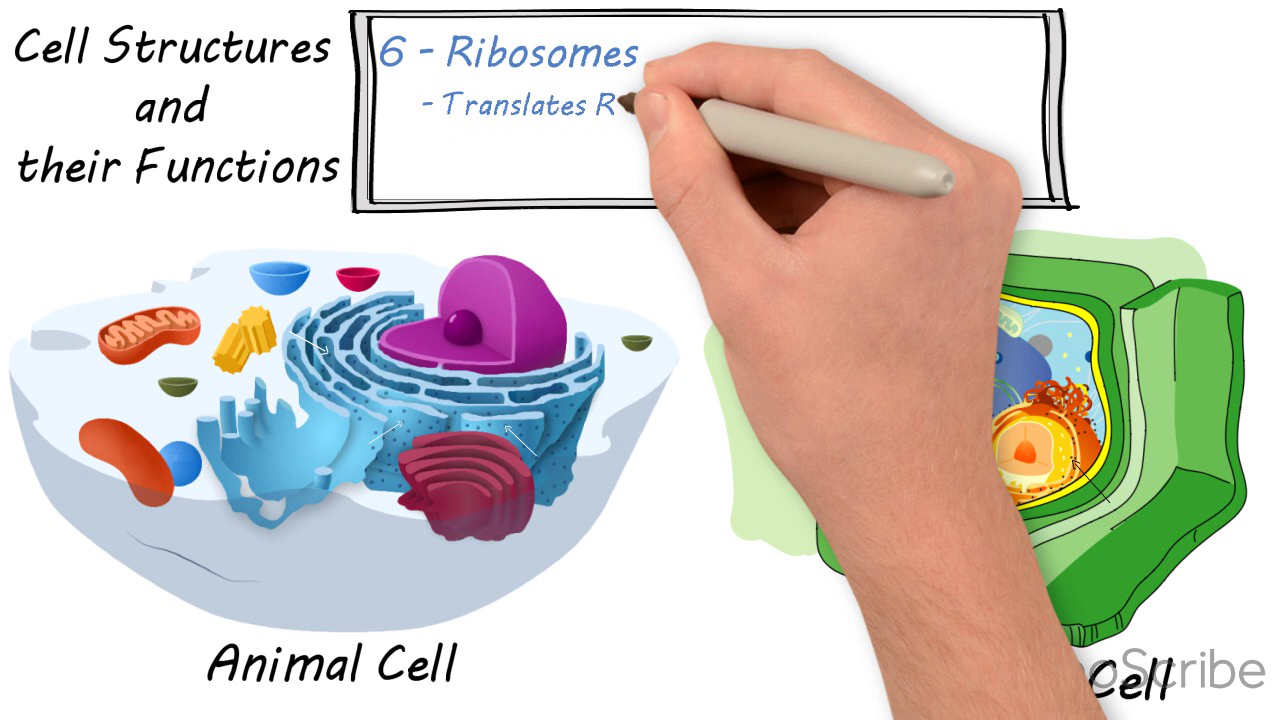 Cell Structures
and
their Functions
6 - Ribosomes
- Translates R
Animal Cell
Cell